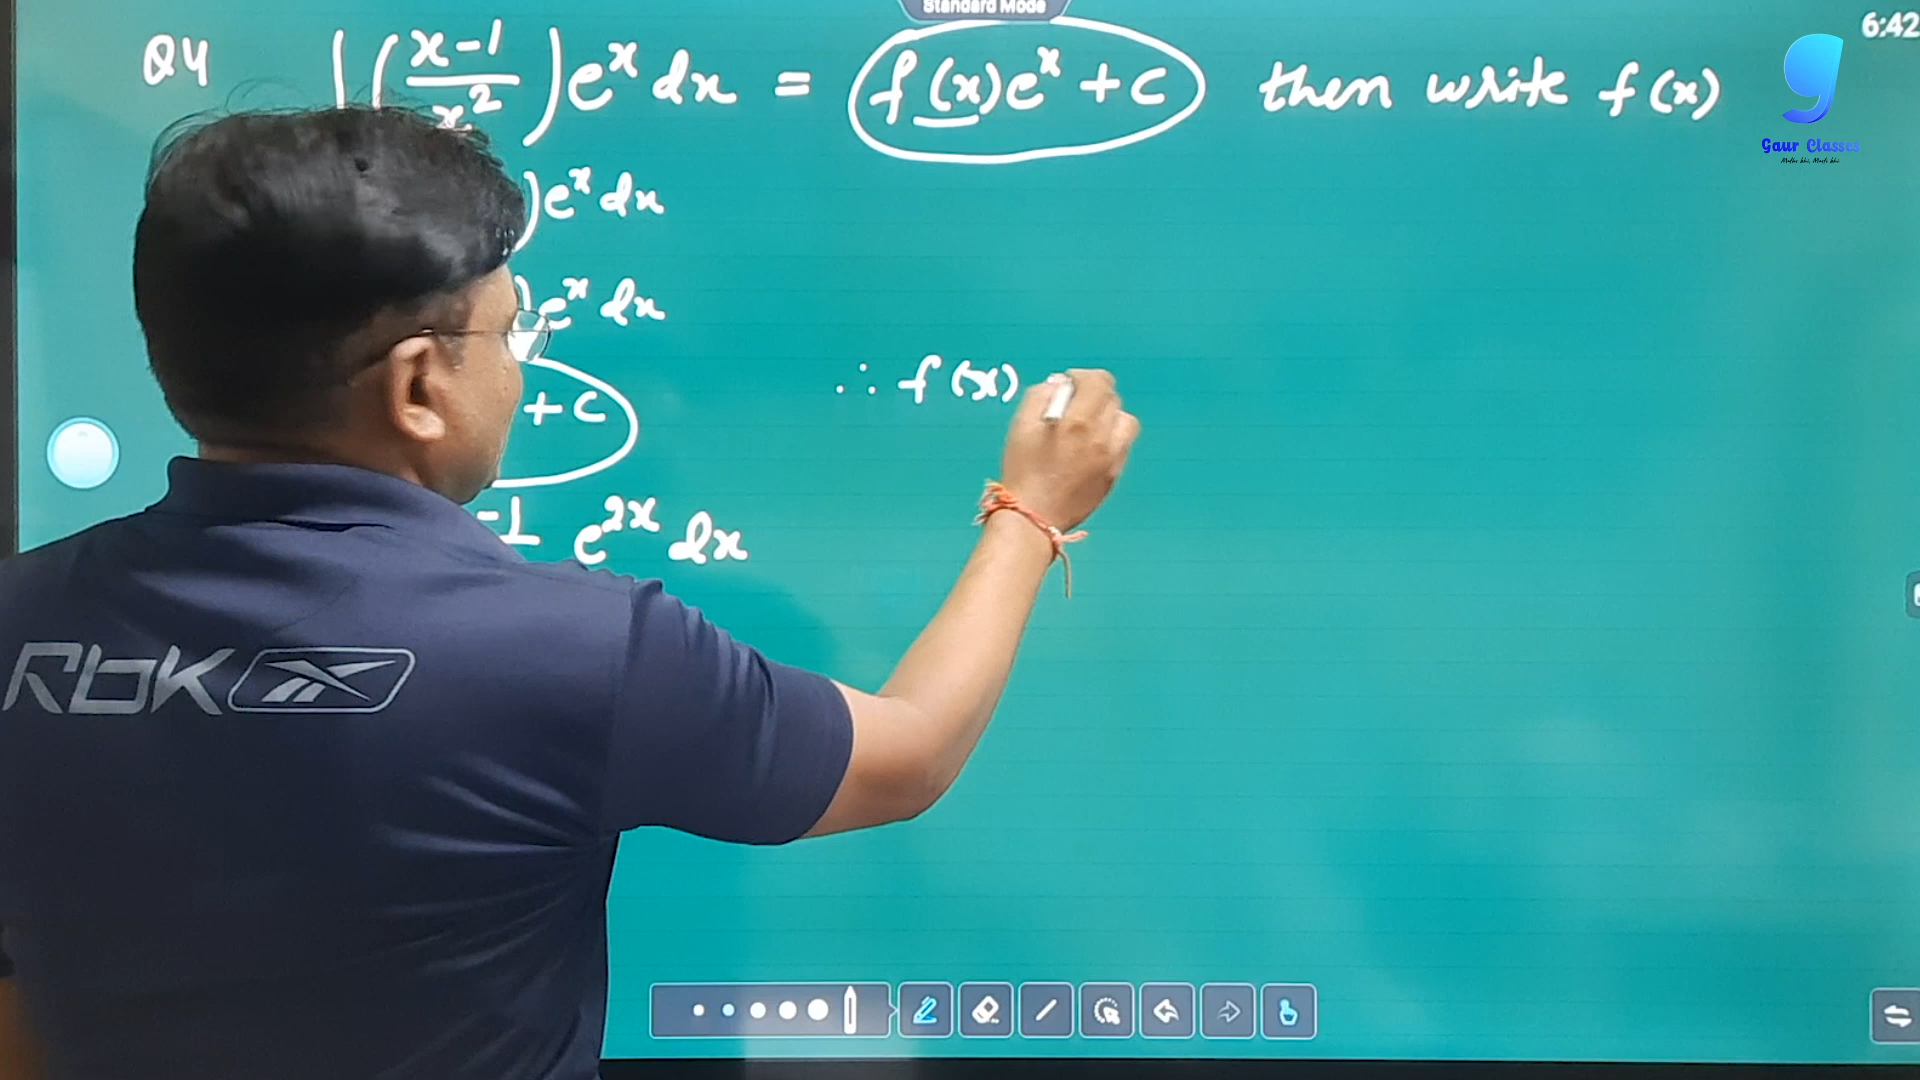 Standard Mode
6:42
Q4 ∫(x-1/x²)eˣ dx = f(x)eˣ + c then write f(x)
Gaur Classes
)eˣ dx
)eˣ dx
∴ f(x)
+ c
-1 e²ˣ dx
RbK